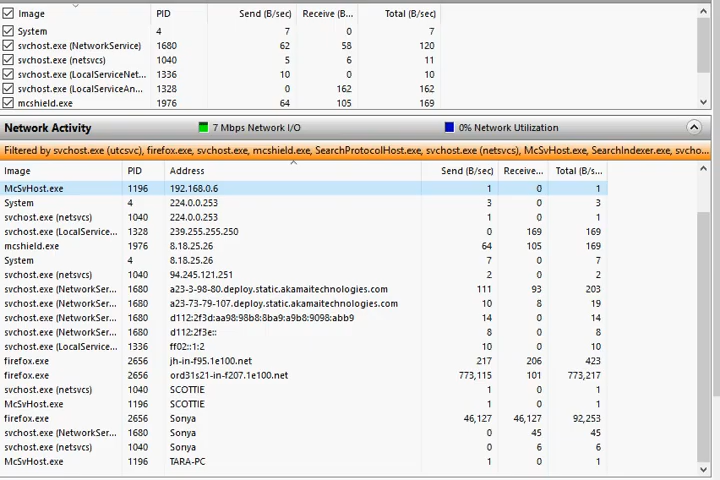 Image PID Send (B/sec) Receive (B... Total (B/sec)
System 4 7 0 7
svchost.exe (NetworkService) 1680 62 58 120
svchost.exe (netsvcs) 1040 5 6 11
svchost.exe (LocalServiceNet... 1336 10 0 10
svchost.exe (LocalServiceAn... 1328 0 162 162
mcshield.exe 1976 64 105 169
Network Activity 7 Mbps Network I/O 0% Network Utilization
Filtered by svchost.exe (utcsvc), firefox.exe, svchost.exe, mcshield.exe, SearchProtocolHost.exe, svchost.exe (netsvcs), McSvHost.exe, SearchIndexer.exe, svcho...
Image PID Address Send (B/sec) Receive... Total (B/s...
McSvHost.exe 1196 192.168.0.6 1 0 1
System 4 224.0.0.253 3 0 3
svchost.exe (netsvcs) 1040 224.0.0.253 1 0 1
svchost.exe (LocalService... 1328 239.255.255.250 0 169 169
mcshield.exe 1976 8.18.25.26 64 105 169
System 4 8.18.25.26 7 0 7
svchost.exe (netsvcs) 1040 94.245.121.251 2 0 2
svchost.exe (NetworkSer... 1680 a23-3-98-80.deploy.static.akamaitechnologies.com 111 93 203
svchost.exe (NetworkSer... 1680 a23-73-79-107.deploy.static.akamaitechnologies.com 10 8 19
svchost.exe (NetworkSer... 1680 d112:2f3d:aa98:98b8:8ba9:a9b8:9098:abb9 14 0 14
svchost.exe (NetworkSer... 1680 d112:2f3e:: 8 0 8
svchost.exe (LocalService... 1336 ff02::1:2 10 0 10
firefox.exe 2656 jh-in-f95.1e100.net 217 206 423
firefox.exe 2656 ord31s21-in-f207.1e100.net 773,115 101 773,217
svchost.exe (netsvcs) 1040 SCOTTIE 1 0 1
McSvHost.exe 1196 SCOTTIE 1 0 1
firefox.exe 2656 Sonya 46,127 46,127 92,253
svchost.exe (NetworkSer... 1680 Sonya 0 45 45
svchost.exe (netsvcs) 1040 Sonya 0 6 6
McSvHost.exe 1196 TARA-PC 1 0 1